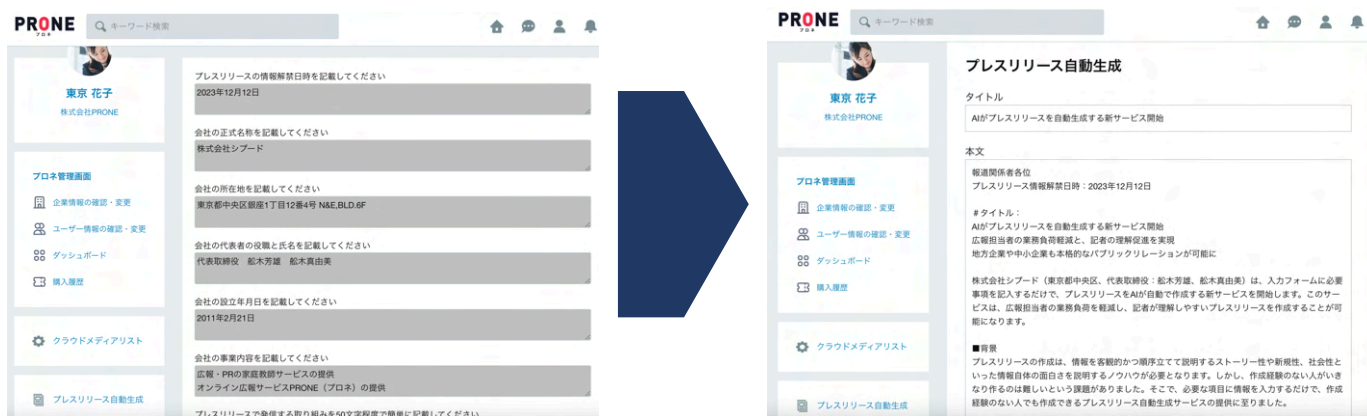 PRONE
プロネ
キーワード検索
東京 花子
株式会社PRONE
プロネ管理画面
企業情報の確認・変更
ユーザー情報の確認・変更
ダッシュボード
購入履歴
クラウドメディアリスト
プレスリリース自動生成
プレスリリースの情報解禁日時を記載してください
2023年12月12日
会社の正式名称を記載してください
株式会社シプード
会社の所在地を記載してください
東京都中央区銀座1丁目12番4号 N&E,BLD.6F
会社の代表者の役職と氏名を記載してください
代表取締役　舩木芳雄　舩木真由美
会社の設立年月日を記載してください
2011年2月21日
会社の事業内容を記載してください
広報・PRの家庭教師サービスの提供
オンライン広報サービスPRONE（プロネ）の提供
プレスリリースで発信する取り組みを50文字程度で簡単に記載してください
PRONE
プロネ
キーワード検索
東京 花子
株式会社PRONE
プロネ管理画面
企業情報の確認・変更
ユーザー情報の確認・変更
ダッシュボード
購入履歴
クラウドメディアリスト
プレスリリース自動生成
プレスリリース自動生成
タイトル
AIがプレスリリースを自動生成する新サービス開始
本文
報道関係者各位
プレスリリース情報解禁日時：2023年12月12日
＃タイトル：
AIがプレスリリースを自動生成する新サービス開始
広報担当者の業務負荷軽減と、記者の理解促進を実現
地方企業や中小企業も本格的なパブリックリレーションが可能に
株式会社シプード（東京都中央区、代表取締役：舩木芳雄、舩木真由美）は、入力フォームに必要
事項を記入するだけで、プレスリリースをAIが自動で作成する新サービスを開始します。このサー
ビスは、広報担当者の業務負荷を軽減し、記者が理解しやすいプレスリリースを作成することが可
能になります。
■背景
プレスリリースの作成は、情報を客観的かつ順序立てて説明するストーリー性や新規性、社会性と
いった情報自体の面白さを説明するノウハウが必要となります。しかし、作成経験のない人がいき
なり作るのは難しいという課題がありました。そこで、必要な項目に情報を入力するだけで、作成
経験のない人でも作成できるプレスリリース自動生成サービスの提供に至りました。